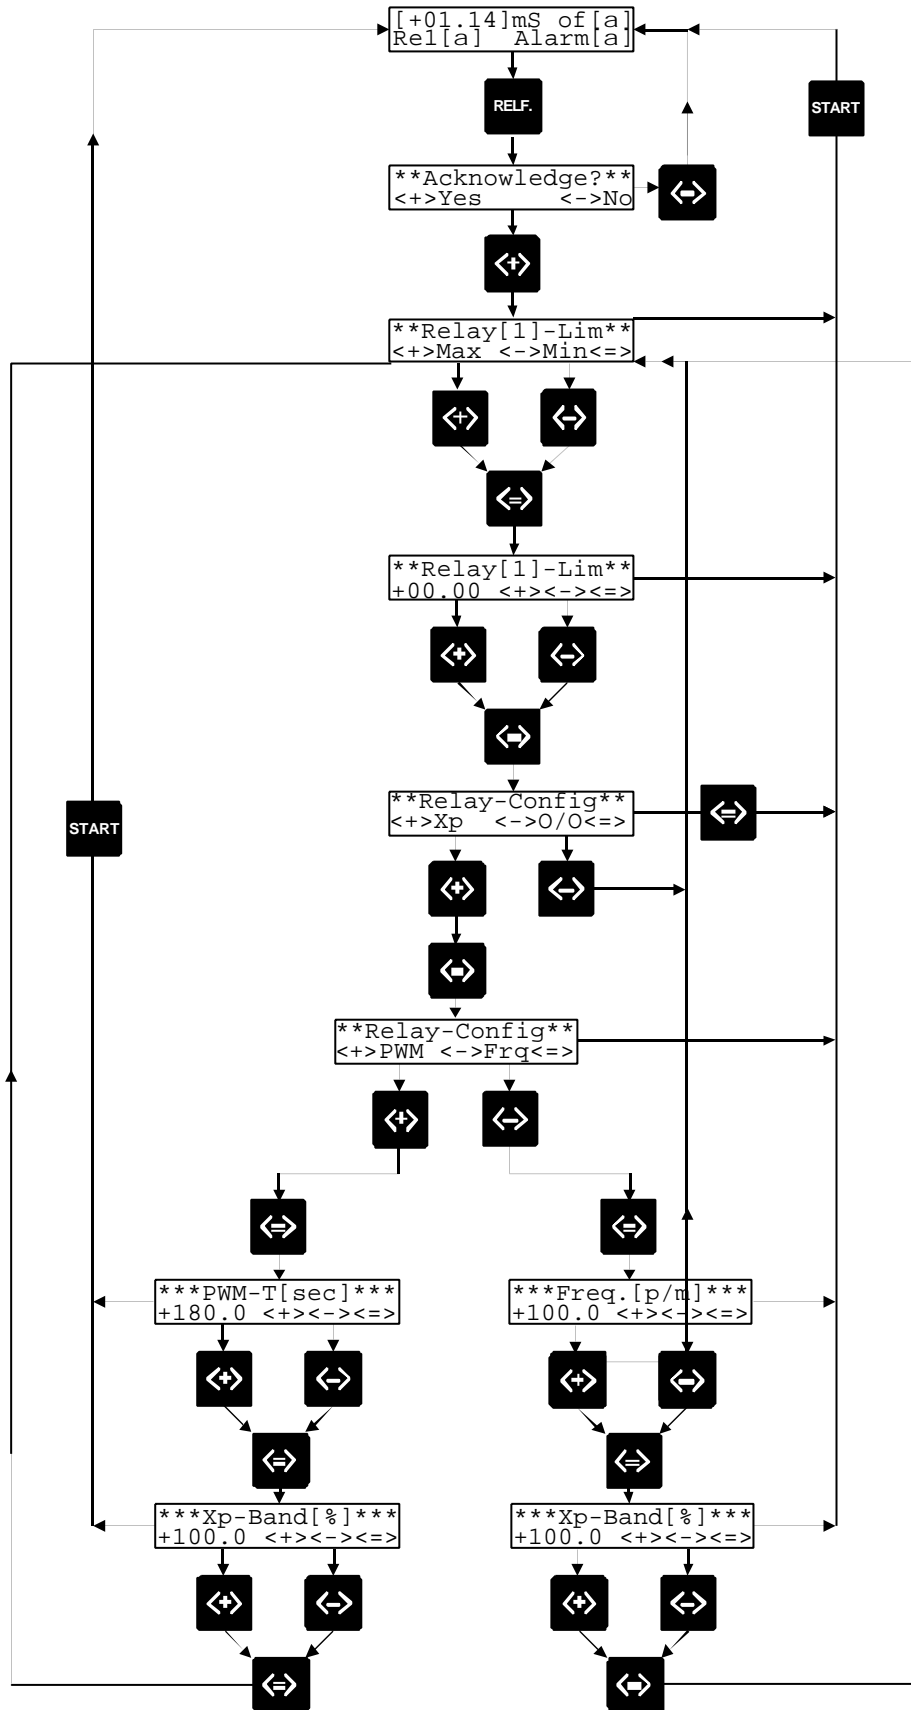 [+01.14]mS of[a]
Rel[a] Alarm[a]
RELF.
START
**Acknowledge?**
<+>Yes <->No
<->
<+>
**Relay[1]-Lim**
<+>Max <->Min<=>
<+> <->
<=>
**Relay[1]-Lim**
+00.00 <+><-><=>
<+> <->
<=>
**Relay-Config**
<+>Xp <->O/O<=>
<=>
START
<+> <->
<=>
**Relay-Config**
<+>PWM <->Frq<=>
<+> <->
<=> <=>
***PWM-T[sec]*** ***Freq.[p/m]***
+180.0 <+><-><=> +100.0 <+><-><=>
<+> <-> <+> <->
<=> <=>
***Xp-Band[%]*** ***Xp-Band[%]***
+100.0 <+><-><=> +100.0 <+><-><=>
<+> <-> <+> <->
<=> <=>